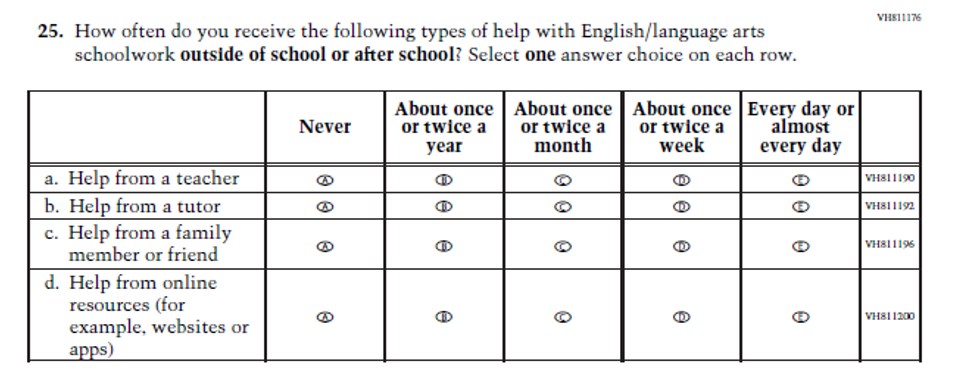 VH811176
25. How often do you receive the following types of help with English/language arts
schoolwork outside of school or after school? Select one answer choice on each row.
Never
About once
or twice a
year
About once
or twice a
month
About once
or twice a
week
Every day or
almost
every day
a. Help from a teacher A B C D E VH811190
b. Help from a tutor A B C D E VH811192
c. Help from a family
member or friend A B C D E VH811196
d. Help from online
resources (for
example, websites or A B C D E VH811200
apps)